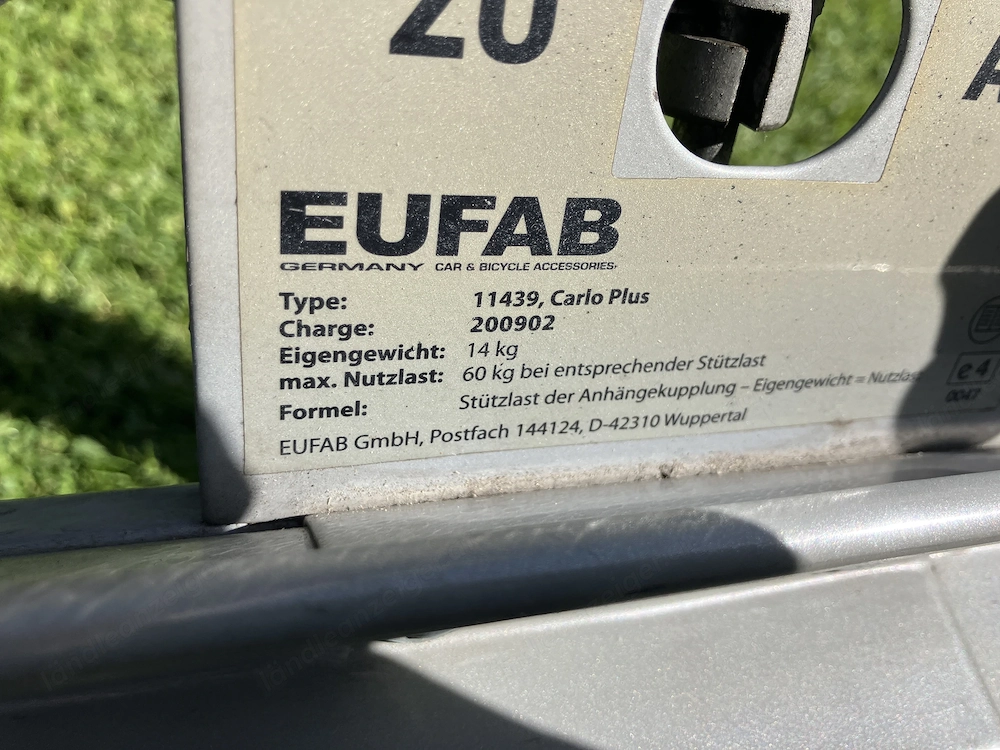 ZU
A
EUFAB
GERMANY CAR & BICYCLE ACCESSORIES
Type: 11439, Carlo Plus
Charge: 200902
Eigengewicht: 14 kg
max. Nutzlast: 60 kg bei entsprechender Stützlast
Formel: Stützlast der Anhängekupplung – Eigengewicht = Nutzlast
EUFAB GmbH, Postfach 144124, D-42310 Wuppertal
e4
0047